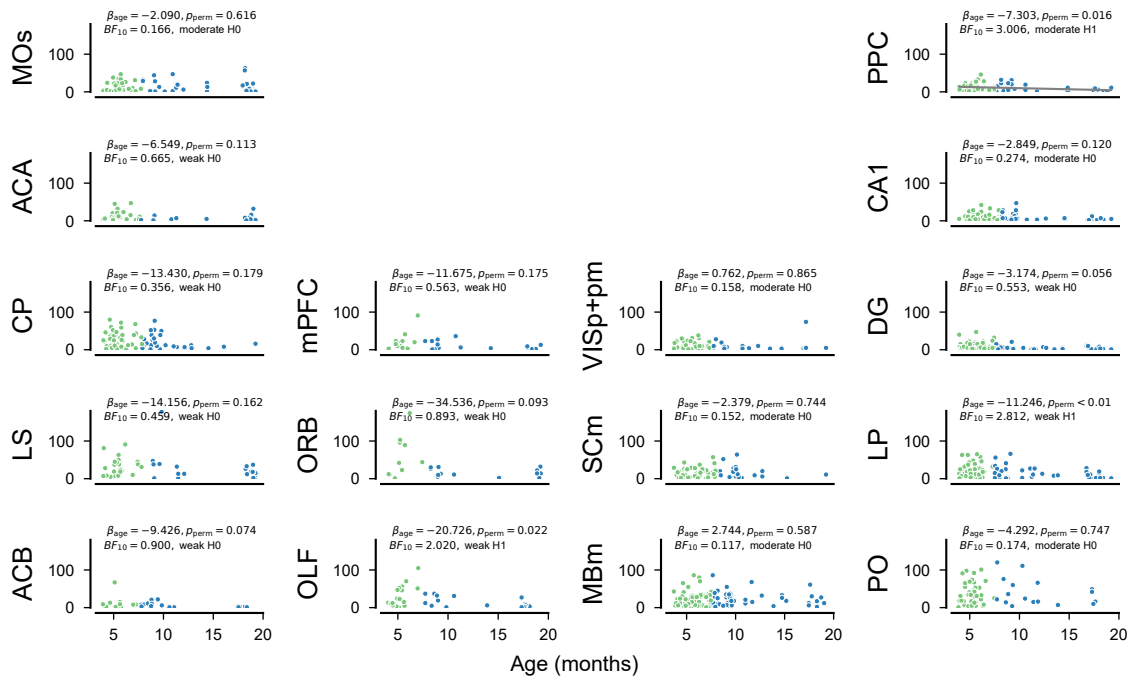 β_age = −2.090, p_perm = 0.616
BF_10 = 0.166, moderate H0
MOs
100
0
β_age = −7.303, p_perm = 0.016
BF_10 = 3.006, moderate H1
PPC
100
0
β_age = −6.549, p_perm = 0.113
BF_10 = 0.665, weak H0
ACA
100
0
β_age = −2.849, p_perm = 0.120
BF_10 = 0.274, moderate H0
CA1
100
0
β_age = −13.430, p_perm = 0.179
BF_10 = 0.356, weak H0
CP
100
0
β_age = −11.675, p_perm = 0.175
BF_10 = 0.563, weak H0
mPFC
100
0
β_age = 0.762, p_perm = 0.865
BF_10 = 0.158, moderate H0
VISp+pm
100
0
β_age = −3.174, p_perm = 0.056
BF_10 = 0.553, weak H0
DG
100
0
β_age = −14.156, p_perm = 0.162
BF_10 = 0.459, weak H0
LS
100
0
β_age = −34.536, p_perm = 0.093
BF_10 = 0.893, weak H0
ORB
100
0
β_age = −2.379, p_perm = 0.744
BF_10 = 0.152, moderate H0
SCm
100
0
β_age = −11.246, p_perm < 0.01
BF_10 = 2.812, weak H1
LP
100
0
β_age = −9.426, p_perm = 0.074
BF_10 = 0.900, weak H0
ACB
100
0
5 10 15 20
β_age = −20.726, p_perm = 0.022
BF_10 = 2.020, weak H1
OLF
100
0
5 10 15 20
β_age = 2.744, p_perm = 0.587
BF_10 = 0.117, moderate H0
MBm
100
0
5 10 15 20
β_age = −4.292, p_perm = 0.747
BF_10 = 0.174, moderate H0
PO
100
0
5 10 15 20
Age (months)